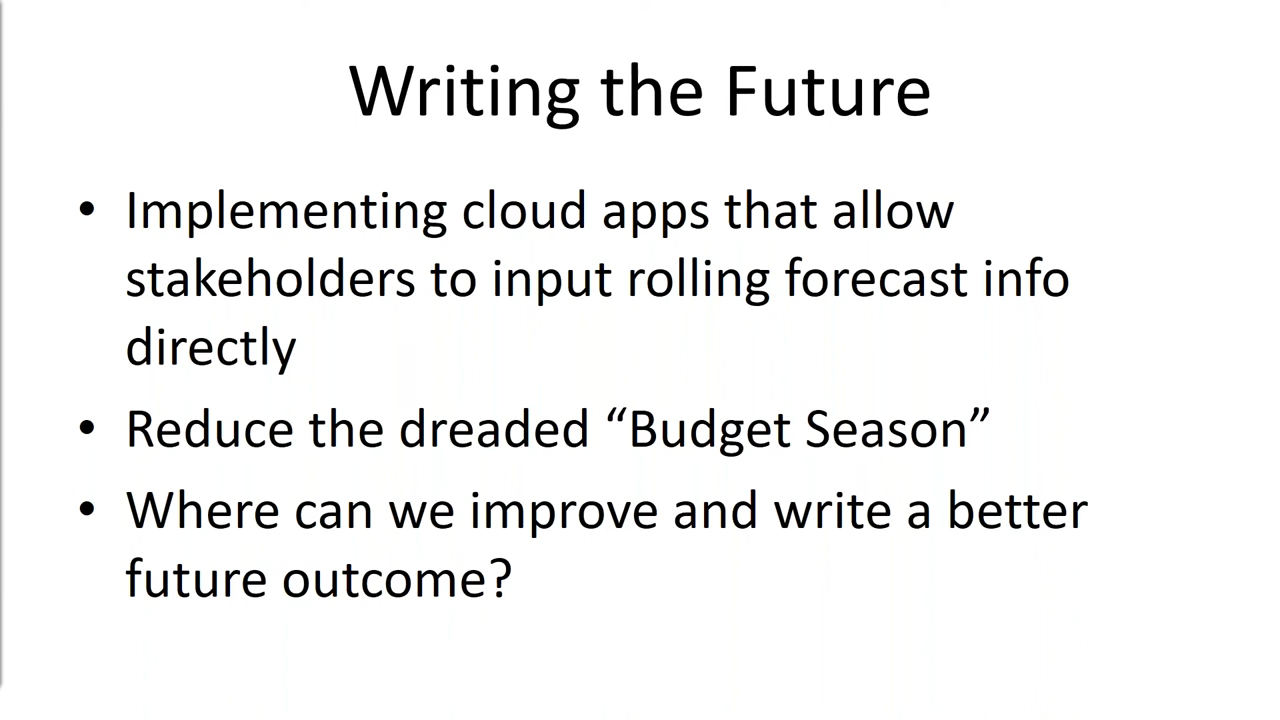 Writing the Future
• Implementing cloud apps that allow
stakeholders to input rolling forecast info
directly
• Reduce the dreaded “Budget Season”
• Where can we improve and write a better
future outcome?